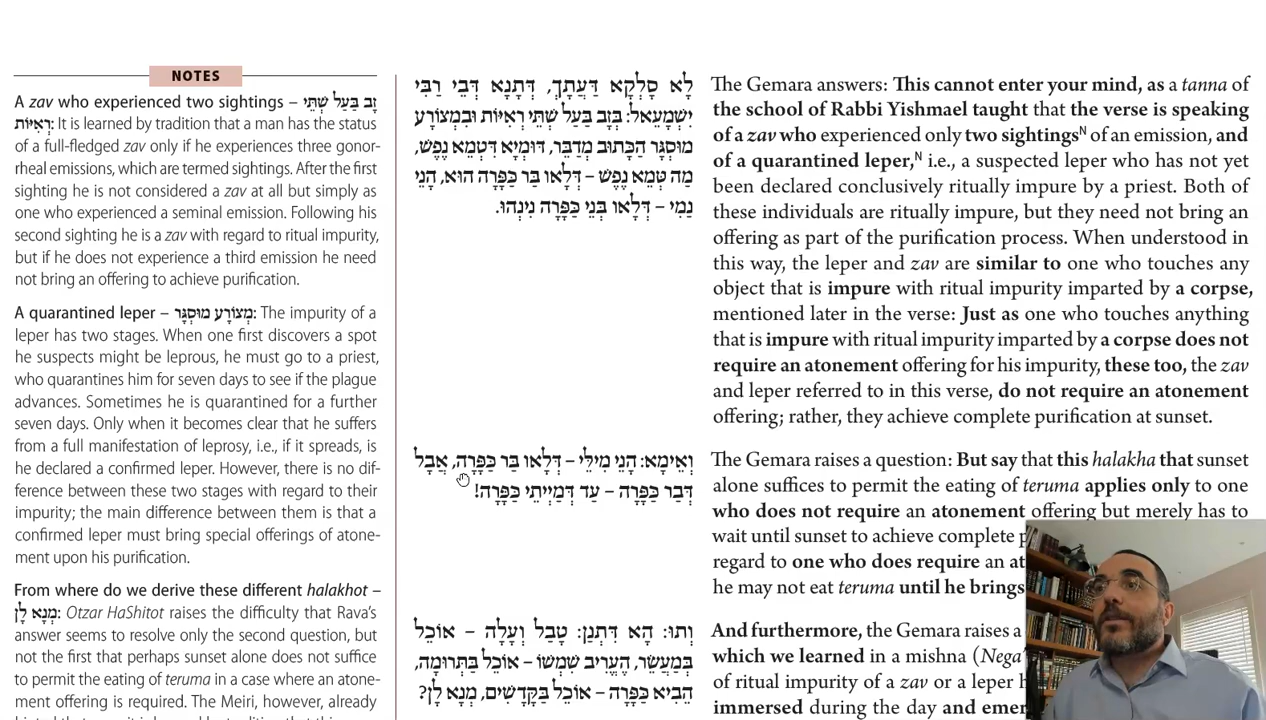 NOTES
A zav who experienced two sightings – זָב בַּעַל שְׁתֵּי
רְאִיּוֹת: It is learned by tradition that a man has the status
of a full-fledged zav only if he experiences three gonor-
rheal emissions, which are termed sightings. After the first
sighting he is not considered a zav at all but simply as
one who experienced a seminal emission. Following his
second sighting he is a zav with regard to ritual impurity,
but if he does not experience a third emission he need
not bring an offering to achieve purification.
A quarantined leper – מְצוֹרָע מוּסְגָּר: The impurity of a
leper has two stages. When one first discovers a spot
he suspects might be leprous, he must go to a priest,
who quarantines him for seven days to see if the plague
advances. Sometimes he is quarantined for a further
seven days. Only when it becomes clear that he suffers
from a full manifestation of leprosy, i.e., if it spreads, is
he declared a confirmed leper. However, there is no dif-
ference between these two stages with regard to their
impurity; the main difference between them is that a
confirmed leper must bring special offerings of atone-
ment upon his purification.
From where do we derive these different halakhot –
מְנָא לַן: Otzar HaShitot raises the difficulty that Rava's
answer seems to resolve only the second question, but
not the first that perhaps sunset alone does not suffice
to permit the eating of teruma in a case where an atone-
ment offering is required. The Meiri, however, already
לָא סָלְקָא דַּעְתָּךְ, דְּתָנָא דְּבֵי רַבִּי
יִשְׁמָעֵאל: בְּזָב בַּעַל שְׁתֵּי רְאִיּוֹת וּבִמְצוֹרָע
מוּסְגָּר הַכָּתוּב מְדַבֵּר, דּוּמְיָא דִּטְמֵא נֶפֶשׁ,
מַה טְּמֵא נֶפֶשׁ – דְּלָאו בַּר כַּפָּרָה הוּא, הָנֵי
נַמִי – דְּלָאו בְּנֵי כַּפָּרָה נִינְהוּ.
וְאֵימָא: הָנֵי מִילֵּי – דְּלָאו בַּר כַּפָּרָה, אֲבָל
דְּבַר כַּפָּרָה – עַד דְּמַיְיתֵי כַּפָּרָה!
וְתוּ: הָא דִּתְנַן: טָבַל וְעָלָה – אוֹכֵל
בְּמַעֲשֵׂר, הֶעֱרִיב שִׁמְשׁוֹ – אוֹכֵל בַּתְּרוּמָה,
הֵבִיא כַּפָּרָה – אוֹכֵל בַּקֳּדָשִׁים, מְנָא לַן?
The Gemara answers: This cannot enter your mind, as a tanna of
the school of Rabbi Yishmael taught that the verse is speaking
of a zav who experienced only two sightingsN of an emission, and
of a quarantined leper,N i.e., a suspected leper who has not yet
been declared conclusively ritually impure by a priest. Both of
these individuals are ritually impure, but they need not bring an
offering as part of the purification process. When understood in
this way, the leper and zav are similar to one who touches any
object that is impure with ritual impurity imparted by a corpse,
mentioned later in the verse: Just as one who touches anything
that is impure with ritual impurity imparted by a corpse does not
require an atonement offering for his impurity, these too, the zav
and leper referred to in this verse, do not require an atonement
offering; rather, they achieve complete purification at sunset.
The Gemara raises a question: But say that this halakha that sunset
alone suffices to permit the eating of teruma applies only to one
who does not require an atonement offering but merely has to
wait until sunset to achieve complete
regard to one who does require an
he may not eat teruma until he brings
And furthermore, the Gemara raises a
which we learned in a mishna
of ritual impurity of a zav or a leper
immersed during the day and